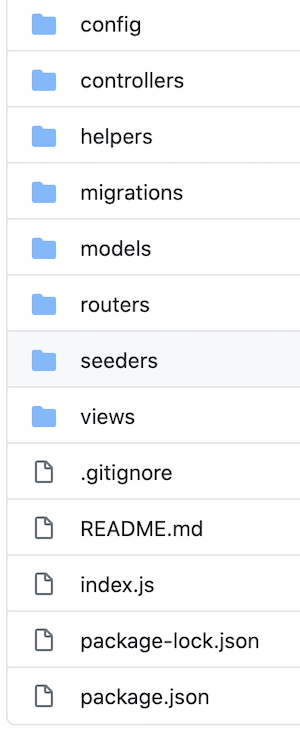 config
controllers
helpers
migrations
models
routers
seeders
views
.gitignore
README.md
index.js
package-lock.json
package.json